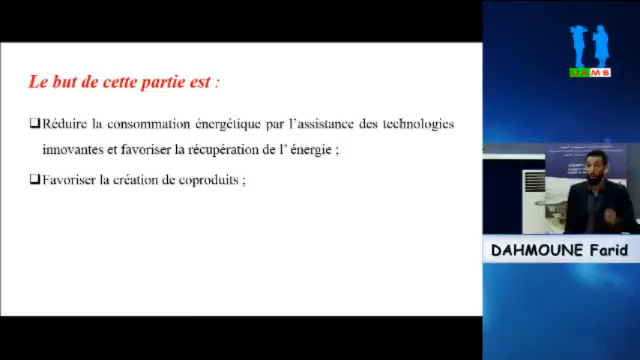 Le but de cette partie est :
❑Réduire la consommation énergétique par l'assistance des technologies
innovantes et favoriser la récupération de l' énergie ;
❑Favoriser la création de coproduits ;
DAHMOUNE Farid